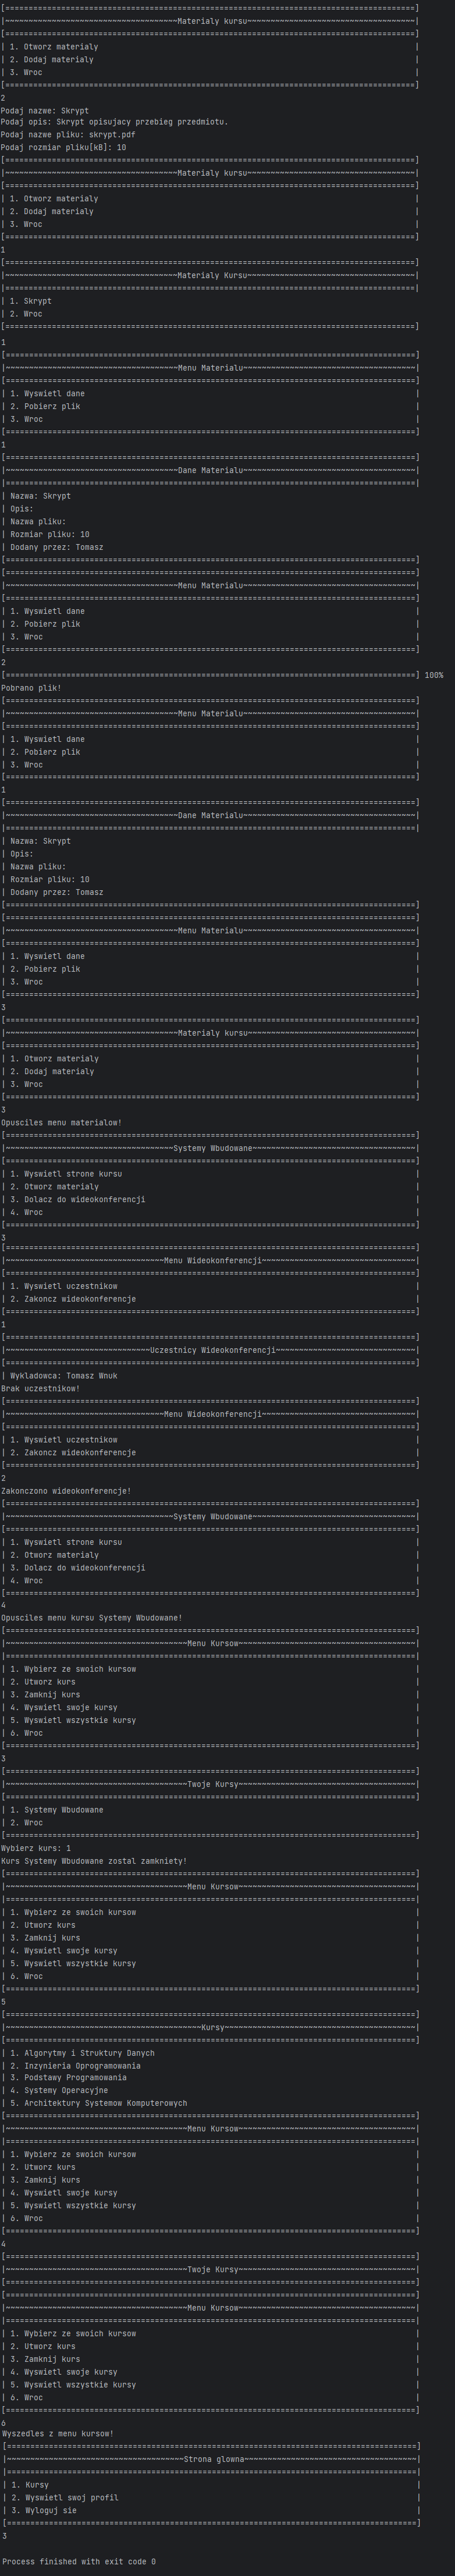 [========================================================================================]
|~~~~~~~~~~~~~~~~~~~~~~~~~~~~~~~~~~~~~Materialy kursu~~~~~~~~~~~~~~~~~~~~~~~~~~~~~~~~~~~~|
[========================================================================================]
| 1. Otworz materialy |
| 2. Dodaj materialy |
| 3. Wroc |
[========================================================================================]
2
Podaj nazwe: Skrypt
Podaj opis: Skrypt opisujacy przebieg przedmiotu.
Podaj nazwe pliku: skrypt.pdf
Podaj rozmiar pliku[kB]: 10
[========================================================================================]
|~~~~~~~~~~~~~~~~~~~~~~~~~~~~~~~~~~~~~Materialy kursu~~~~~~~~~~~~~~~~~~~~~~~~~~~~~~~~~~~~|
[========================================================================================]
| 1. Otworz materialy |
| 2. Dodaj materialy |
| 3. Wroc |
[========================================================================================]
1
[========================================================================================]
|~~~~~~~~~~~~~~~~~~~~~~~~~~~~~~~~~~~~~Materialy Kursu~~~~~~~~~~~~~~~~~~~~~~~~~~~~~~~~~~~~|
|========================================================================================|
| 1. Skrypt
| 2. Wroc
[========================================================================================]
1
[========================================================================================]
|~~~~~~~~~~~~~~~~~~~~~~~~~~~~~~~~~~~~~Menu Materialu~~~~~~~~~~~~~~~~~~~~~~~~~~~~~~~~~~~~~|
[========================================================================================]
| 1. Wyswietl dane |
| 2. Pobierz plik |
| 3. Wroc |
[========================================================================================]
1
[========================================================================================]
|~~~~~~~~~~~~~~~~~~~~~~~~~~~~~~~~~~~~~Dane Materialu~~~~~~~~~~~~~~~~~~~~~~~~~~~~~~~~~~~~~|
|========================================================================================|
| Nazwa: Skrypt
| Opis:
| Nazwa pliku:
| Rozmiar pliku: 10
| Dodany przez: Tomasz
[========================================================================================]
[========================================================================================]
|~~~~~~~~~~~~~~~~~~~~~~~~~~~~~~~~~~~~~Menu Materialu~~~~~~~~~~~~~~~~~~~~~~~~~~~~~~~~~~~~~|
[========================================================================================]
| 1. Wyswietl dane |
| 2. Pobierz plik |
| 3. Wroc |
[========================================================================================]
2
[========================================================================================] 100%
Pobrano plik!
[========================================================================================]
|~~~~~~~~~~~~~~~~~~~~~~~~~~~~~~~~~~~~~Menu Materialu~~~~~~~~~~~~~~~~~~~~~~~~~~~~~~~~~~~~~|
[========================================================================================]
| 1. Wyswietl dane |
| 2. Pobierz plik |
| 3. Wroc |
[========================================================================================]
1
[========================================================================================]
|~~~~~~~~~~~~~~~~~~~~~~~~~~~~~~~~~~~~~Dane Materialu~~~~~~~~~~~~~~~~~~~~~~~~~~~~~~~~~~~~~|
|========================================================================================|
| Nazwa: Skrypt
| Opis:
| Nazwa pliku:
| Rozmiar pliku: 10
| Dodany przez: Tomasz
[========================================================================================]
[========================================================================================]
|~~~~~~~~~~~~~~~~~~~~~~~~~~~~~~~~~~~~~Menu Materialu~~~~~~~~~~~~~~~~~~~~~~~~~~~~~~~~~~~~~|
[========================================================================================]
| 1. Wyswietl dane |
| 2. Pobierz plik |
| 3. Wroc |
[========================================================================================]
3
[========================================================================================]
|~~~~~~~~~~~~~~~~~~~~~~~~~~~~~~~~~~~~~Materialy kursu~~~~~~~~~~~~~~~~~~~~~~~~~~~~~~~~~~~~|
[========================================================================================]
| 1. Otworz materialy |
| 2. Dodaj materialy |
| 3. Wroc |
[========================================================================================]
3
Opusciles menu materialow!
[========================================================================================]
|~~~~~~~~~~~~~~~~~~~~~~~~~~~~~~~~~~~~Systemy Wbudowane~~~~~~~~~~~~~~~~~~~~~~~~~~~~~~~~~~~|
[========================================================================================]
| 1. Wyswietl strone kursu |
| 2. Otworz materialy |
| 3. Dolacz do wideokonferencji |
| 4. Wroc |
[========================================================================================]
3
[========================================================================================]
|~~~~~~~~~~~~~~~~~~~~~~~~~~~~~~~~~~Menu Wideokonferencji~~~~~~~~~~~~~~~~~~~~~~~~~~~~~~~~~|
[========================================================================================]
| 1. Wyswietl uczestnikow |
| 2. Zakoncz wideokonferencje |
[========================================================================================]
1
[========================================================================================]
|~~~~~~~~~~~~~~~~~~~~~~~~~~~~~~~Uczestnicy Wideokonferencji~~~~~~~~~~~~~~~~~~~~~~~~~~~~~~|
[========================================================================================]
| Wykladowca: Tomasz Wnuk
Brak uczestnikow!
[========================================================================================]
|~~~~~~~~~~~~~~~~~~~~~~~~~~~~~~~~~~Menu Wideokonferencji~~~~~~~~~~~~~~~~~~~~~~~~~~~~~~~~~|
[========================================================================================]
| 1. Wyswietl uczestnikow |
| 2. Zakoncz wideokonferencje |
[========================================================================================]
2
Zakonczono wideokonferencje!
[========================================================================================]
|~~~~~~~~~~~~~~~~~~~~~~~~~~~~~~~~~~~~Systemy Wbudowane~~~~~~~~~~~~~~~~~~~~~~~~~~~~~~~~~~~|
[========================================================================================]
| 1. Wyswietl strone kursu |
| 2. Otworz materialy |
| 3. Dolacz do wideokonferencji |
| 4. Wroc |
[========================================================================================]
4
Opusciles menu kursu Systemy Wbudowane!
[========================================================================================]
|~~~~~~~~~~~~~~~~~~~~~~~~~~~~~~~~~~~~~~~Menu Kursow~~~~~~~~~~~~~~~~~~~~~~~~~~~~~~~~~~~~~~|
|========================================================================================|
| 1. Wybierz ze swoich kursow |
| 2. Utworz kurs |
| 3. Zamknij kurs |
| 4. Wyswietl swoje kursy |
| 5. Wyswietl wszystkie kursy |
| 6. Wroc |
[========================================================================================]
3
[========================================================================================]
|~~~~~~~~~~~~~~~~~~~~~~~~~~~~~~~~~~~~~~~Twoje Kursy~~~~~~~~~~~~~~~~~~~~~~~~~~~~~~~~~~~~~~|
[========================================================================================]
| 1. Systemy Wbudowane
| 2. Wroc
[========================================================================================]
Wybierz kurs: 1
Kurs Systemy Wbudowane zostal zamkniety!
[========================================================================================]
|~~~~~~~~~~~~~~~~~~~~~~~~~~~~~~~~~~~~~~~Menu Kursow~~~~~~~~~~~~~~~~~~~~~~~~~~~~~~~~~~~~~~|
|========================================================================================|
| 1. Wybierz ze swoich kursow |
| 2. Utworz kurs |
| 3. Zamknij kurs |
| 4. Wyswietl swoje kursy |
| 5. Wyswietl wszystkie kursy |
| 6. Wroc |
[========================================================================================]
5
[========================================================================================]
|~~~~~~~~~~~~~~~~~~~~~~~~~~~~~~~~~~~~~~~~~~Kursy~~~~~~~~~~~~~~~~~~~~~~~~~~~~~~~~~~~~~~~~~|
[========================================================================================]
| 1. Algorytmy i Struktury Danych
| 2. Inzynieria Oprogramowania
| 3. Podstawy Programowania
| 4. Systemy Operacyjne
| 5. Architektury Systemow Komputerowych
[========================================================================================]
|~~~~~~~~~~~~~~~~~~~~~~~~~~~~~~~~~~~~~~~Menu Kursow~~~~~~~~~~~~~~~~~~~~~~~~~~~~~~~~~~~~~~|
|========================================================================================|
| 1. Wybierz ze swoich kursow |
| 2. Utworz kurs |
| 3. Zamknij kurs |
| 4. Wyswietl swoje kursy |
| 5. Wyswietl wszystkie kursy |
| 6. Wroc |
[========================================================================================]
4
[========================================================================================]
|~~~~~~~~~~~~~~~~~~~~~~~~~~~~~~~~~~~~~~~Twoje Kursy~~~~~~~~~~~~~~~~~~~~~~~~~~~~~~~~~~~~~~|
[========================================================================================]
[========================================================================================]
|~~~~~~~~~~~~~~~~~~~~~~~~~~~~~~~~~~~~~~~Menu Kursow~~~~~~~~~~~~~~~~~~~~~~~~~~~~~~~~~~~~~~|
|========================================================================================|
| 1. Wybierz ze swoich kursow |
| 2. Utworz kurs |
| 3. Zamknij kurs |
| 4. Wyswietl swoje kursy |
| 5. Wyswietl wszystkie kursy |
| 6. Wroc |
[========================================================================================]
6
Wyszedles z menu kursow!
[========================================================================================]
|~~~~~~~~~~~~~~~~~~~~~~~~~~~~~~~~~~~~~~Strona glowna~~~~~~~~~~~~~~~~~~~~~~~~~~~~~~~~~~~~~|
|========================================================================================|
| 1. Kursy |
| 2. Wyswietl swoj profil |
| 3. Wyloguj sie |
[========================================================================================]
3
Process finished with exit code 0